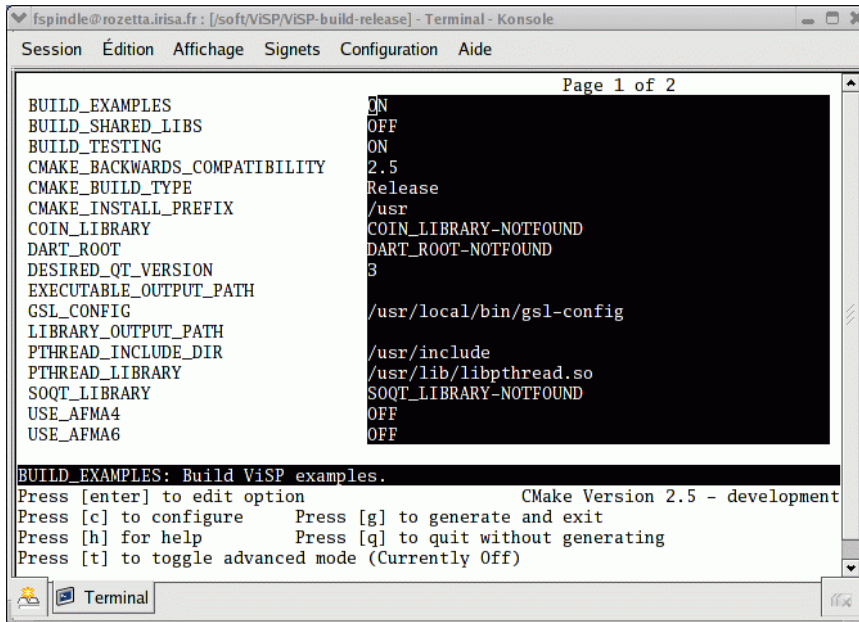 fspindle@rozetta.irisa.fr : [/soft/ViSP/ViSP-build-release] - Terminal - Konsole
Session Édition Affichage Signets Configuration Aide
Page 1 of 2
BUILD_EXAMPLES ON
BUILD_SHARED_LIBS OFF
BUILD_TESTING ON
CMAKE_BACKWARDS_COMPATIBILITY 2.5
CMAKE_BUILD_TYPE Release
CMAKE_INSTALL_PREFIX /usr
COIN_LIBRARY COIN_LIBRARY-NOTFOUND
DART_ROOT DART_ROOT-NOTFOUND
DESIRED_QT_VERSION 3
EXECUTABLE_OUTPUT_PATH
GSL_CONFIG /usr/local/bin/gsl-config
LIBRARY_OUTPUT_PATH
PTHREAD_INCLUDE_DIR /usr/include
PTHREAD_LIBRARY /usr/lib/libpthread.so
SOQT_LIBRARY SOQT_LIBRARY-NOTFOUND
USE_AFMA4 OFF
USE_AFMA6 OFF
BUILD_EXAMPLES: Build ViSP examples.
Press [enter] to edit option CMake Version 2.5 - development
Press [c] to configure Press [g] to generate and exit
Press [h] for help Press [q] to quit without generating
Press [t] to toggle advanced mode (Currently Off)
Terminal